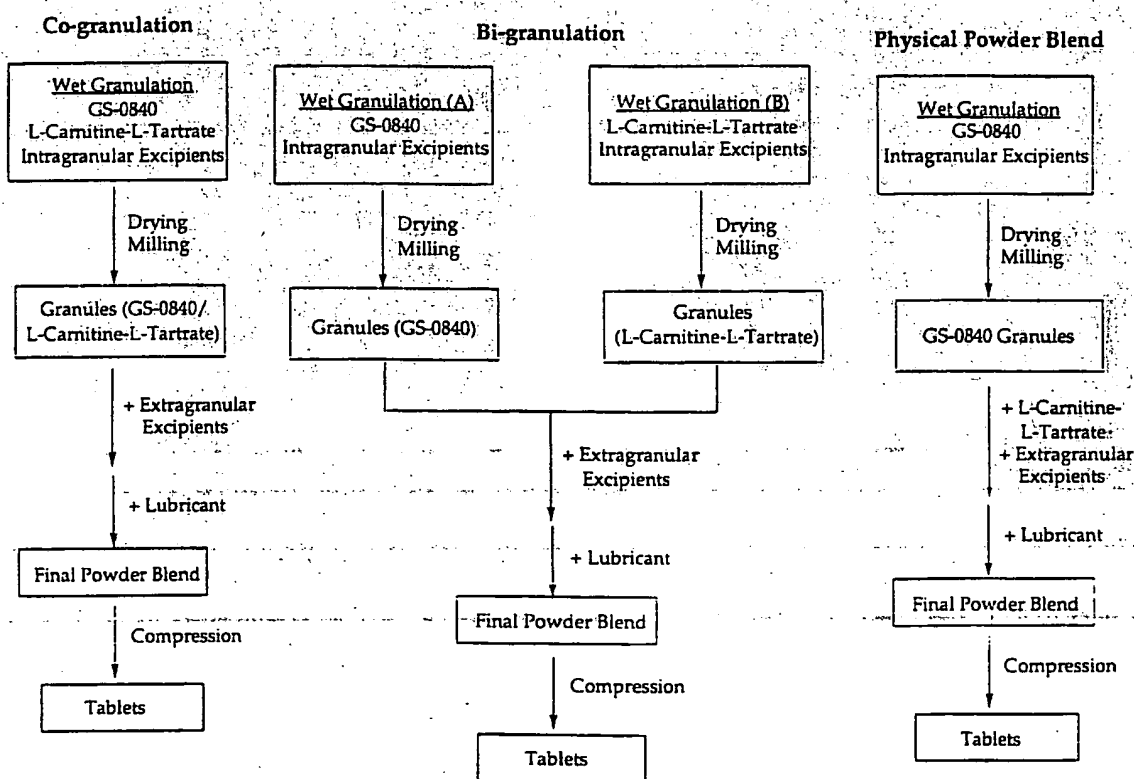 Co-granulation
Wet Granulation
GS-0840
L-Carnitine-L-Tartrate
Intragranular Excipients
Drying
Milling
Granules (GS-0840/
L-Carnitine-L-Tartrate)
+ Extragranular
Excipients
+ Lubricant
Final Powder Blend
Compression
Tablets
Bi-granulation
Wet Granulation (A)
GS-0840
Intragranular Excipients
Drying
Milling
Granules (GS-0840)
Wet Granulation (B)
L-Carnitine-L-Tartrate
Intragranular Excipients
Drying
Milling
Granules
(L-Carnitine-L-Tartrate)
+ Extragranular
Excipients
+ Lubricant
Final Powder Blend
Compression
Tablets
Physical Powder Blend
Wet Granulation
GS-0840
Intragranular Excipients
Drying
Milling
GS-0840 Granules
+ L-Carnitine-
L-Tartrate
+ Extragranular
Excipients
+ Lubricant
Final Powder Blend
Compression
Tablets